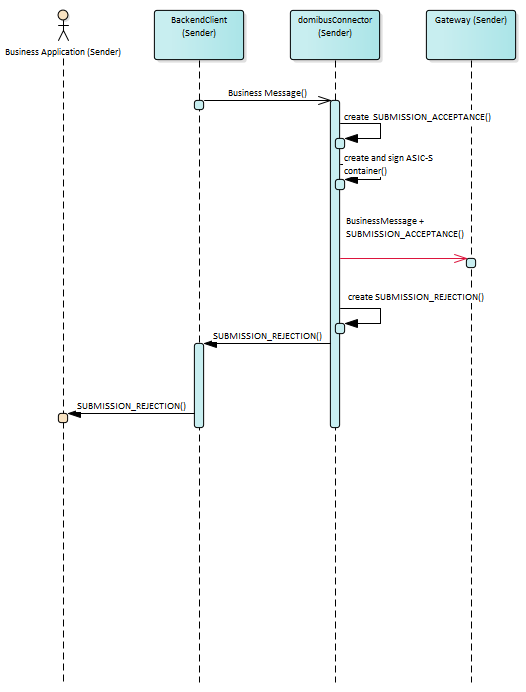 Business Application (Sender)
BackendClient
(Sender)
domibusConnector
(Sender)
Gateway (Sender)
Business Message()
create SUBMISSION_ACCEPTANCE()
create and sign ASIC-S
container()
BusinessMessage +
SUBMISSION_ACCEPTANCE()
create SUBMISSION_REJECTION()
SUBMISSION_REJECTION()
SUBMISSION_REJECTION()